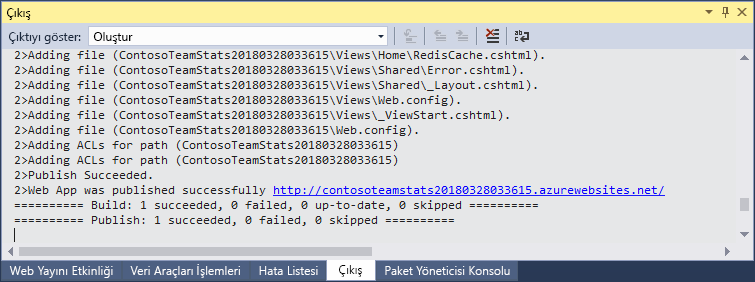 Çıkış
Çıktıyı göster: Oluştur
2>Adding file (ContosoTeamStats20180328033615\Views\Home\RedisCache.cshtml).
2>Adding file (ContosoTeamStats20180328033615\Views\Shared\Error.cshtml).
2>Adding file (ContosoTeamStats20180328033615\Views\Shared\_Layout.cshtml).
2>Adding file (ContosoTeamStats20180328033615\Views\Web.config).
2>Adding file (ContosoTeamStats20180328033615\Views\_ViewStart.cshtml).
2>Adding file (ContosoTeamStats20180328033615\Web.config).
2>Adding ACLs for path (ContosoTeamStats20180328033615)
2>Adding ACLs for path (ContosoTeamStats20180328033615)
2>Publish Succeeded.
2>Web App was published successfully http://contosoteamstats20180328033615.azurewebsites.net/
========== Build: 1 succeeded, 0 failed, 0 up-to-date, 0 skipped ==========
========== Publish: 1 succeeded, 0 failed, 0 skipped ==========
Web Yayını Etkinliği Veri Araçları İşlemleri Hata Listesi Çıkış Paket Yöneticisi Konsolu